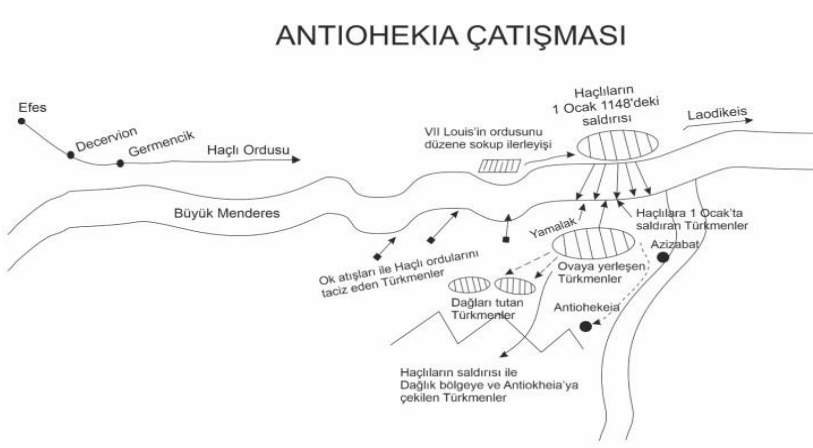 ANTIOHEKIA ÇATIŞMASI
Efes
Decervion
Germencik
Haçlı Ordusu
VII Louis'in ordusunu
düzene sokup ilerleyişi
Haçlıların
1 Ocak 1148'deki
saldırısı
Laodikeis
Büyük Menderes
Yamalak
Haçlılara 1 Ocak'ta
saldıran Türkmenler
Azizabat
Ok atışları ile Haçlı ordularını
taciz eden Türkmenler
Ovaya yerleşen
Türkmenler
Dağları tutan
Türkmenler
Antiohekeia
Haçlıların saldırısı ile
Dağlık bölgeye ve Antiokheia'ya
çekilen Türkmenler